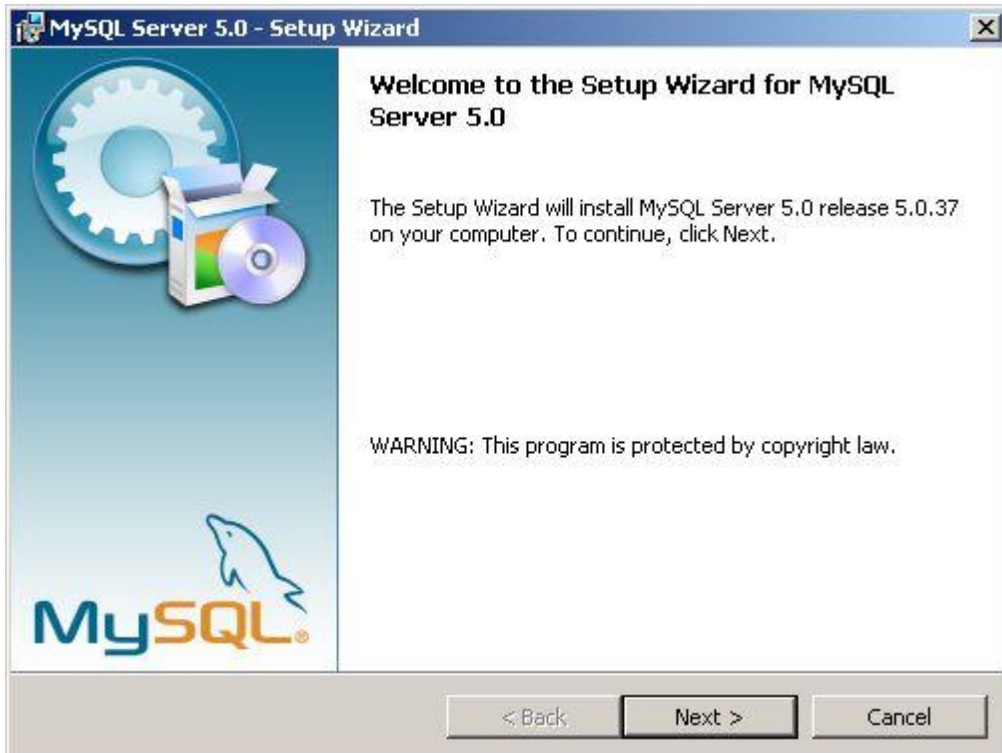 MySQL Server 5.0 - Setup Wizard
Welcome to the Setup Wizard for MySQL
Server 5.0
The Setup Wizard will install MySQL Server 5.0 release 5.0.37
on your computer. To continue, click Next.
WARNING: This program is protected by copyright law.
MySQL®
< Back
Next >
Cancel